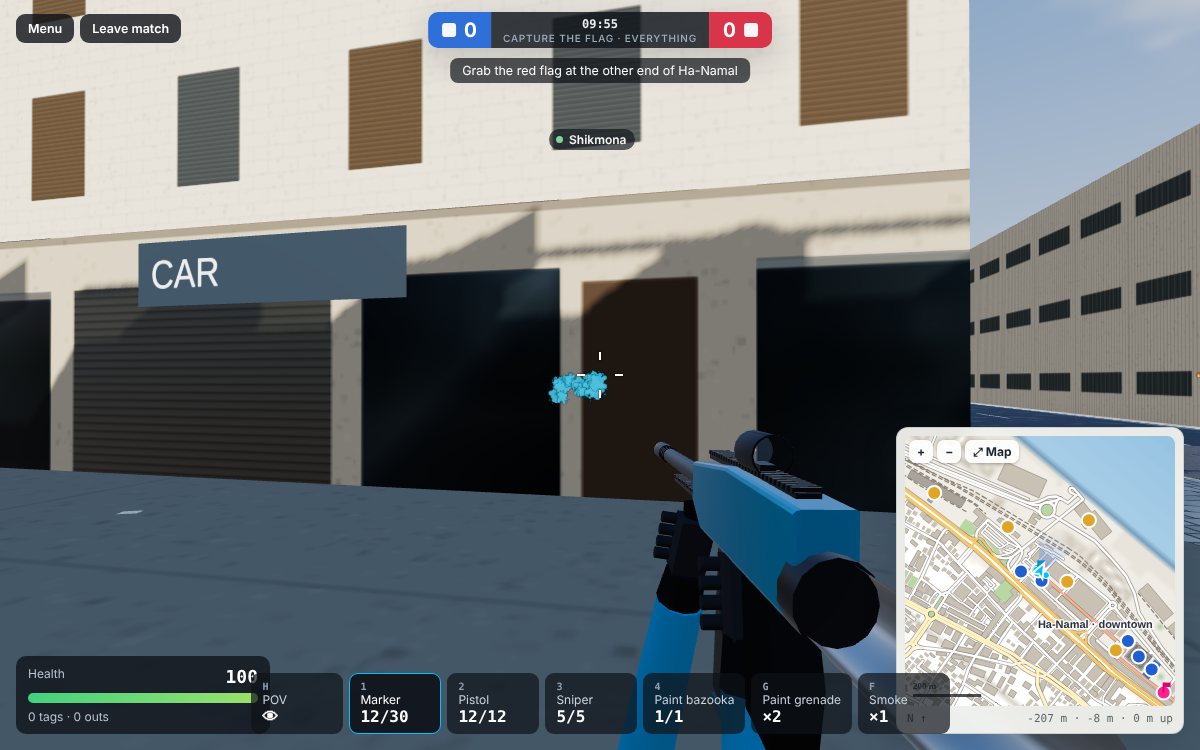 Menu
Leave match
0
09:55
CAPTURE THE FLAG · EVERYTHING
0
Grab the red flag at the other end of Ha-Namal
Shikmona
CAR
+
−
Map
Ha-Namal · downtown
200 m
N ↑
-207 m · -8 m · 0 m up
Health
100
0 tags · 0 outs
H
POV
1
Marker
12/30
2
Pistol
12/12
3
Sniper
5/5
4
Paint bazooka
1/1
G
Paint grenade
×2
F
Smoke
×1